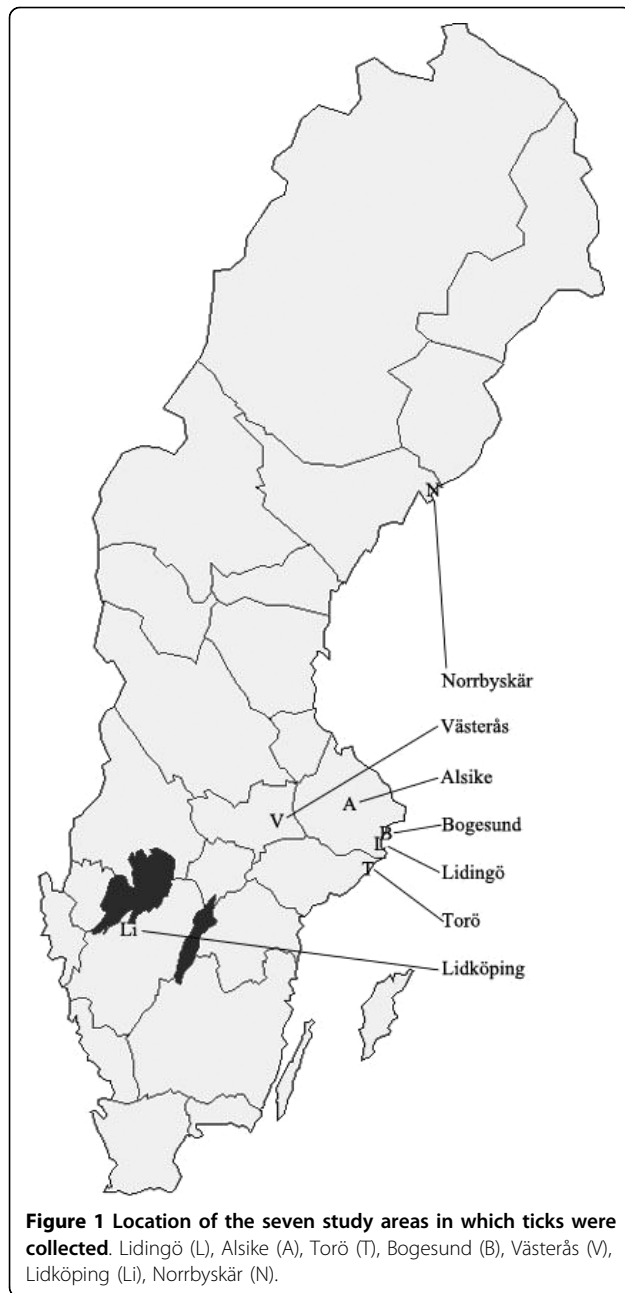 N
Norrbyskär
Västerås
A
Alsike
V
B
Bogesund
L
Lidingö
T
Torö
Li
Lidköping
Figure 1 Location of the seven study areas in which ticks were
collected. Lidingö (L), Alsike (A), Torö (T), Bogesund (B), Västerås (V),
Lidköping (Li), Norrbyskär (N).